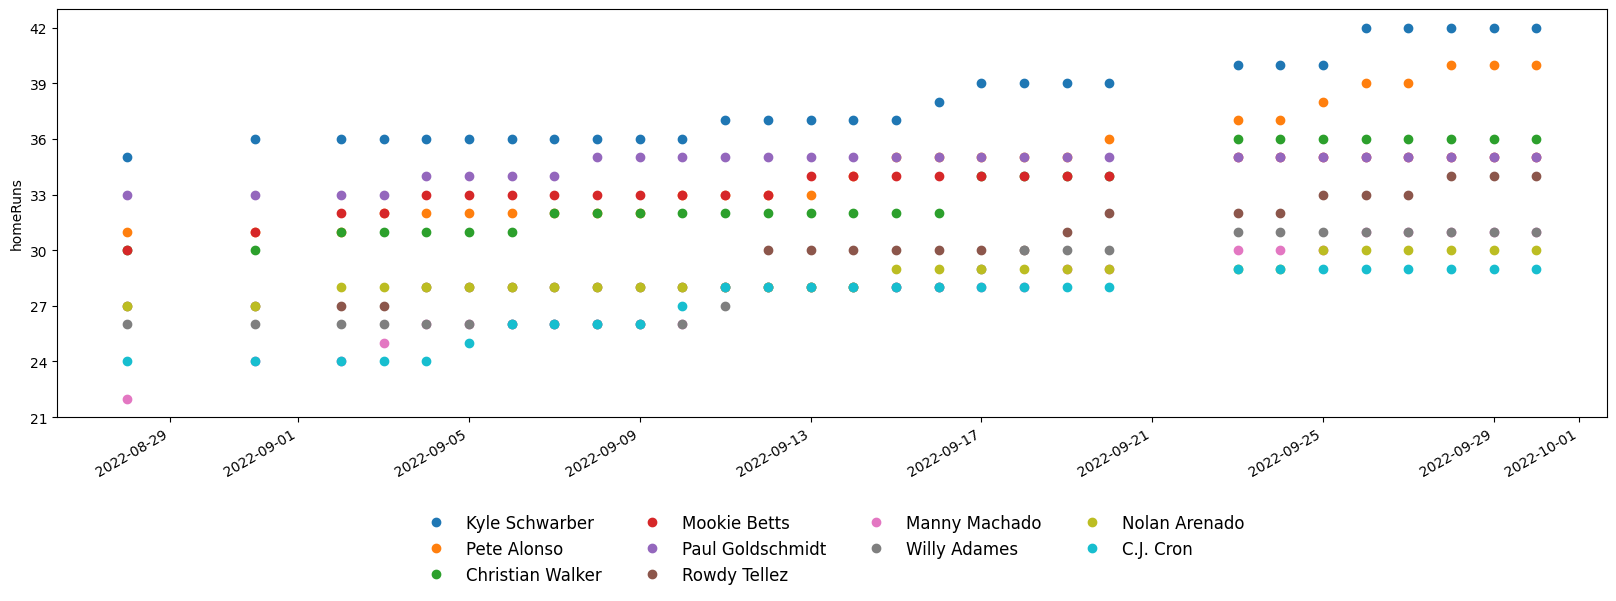 42
39
36
33
30
27
24
21
homeRuns
2022-08-29
2022-09-01
2022-09-05
2022-09-09
2022-09-13
2022-09-17
2022-09-21
2022-09-25
2022-09-29
2022-10-01
Kyle Schwarber
Pete Alonso
Christian Walker
Mookie Betts
Paul Goldschmidt
Rowdy Tellez
Manny Machado
Willy Adames
Nolan Arenado
C.J. Cron